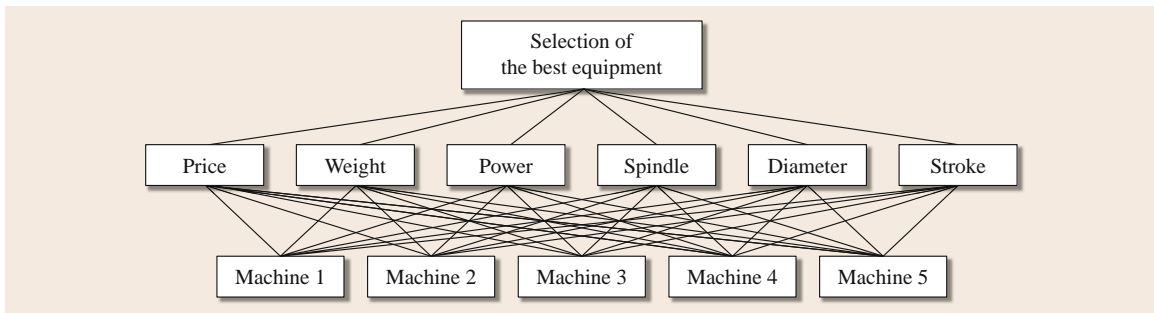 Selection of
the best equipment
Price
Weight
Power
Spindle
Diameter
Stroke
Machine 1
Machine 2
Machine 3
Machine 4
Machine 5